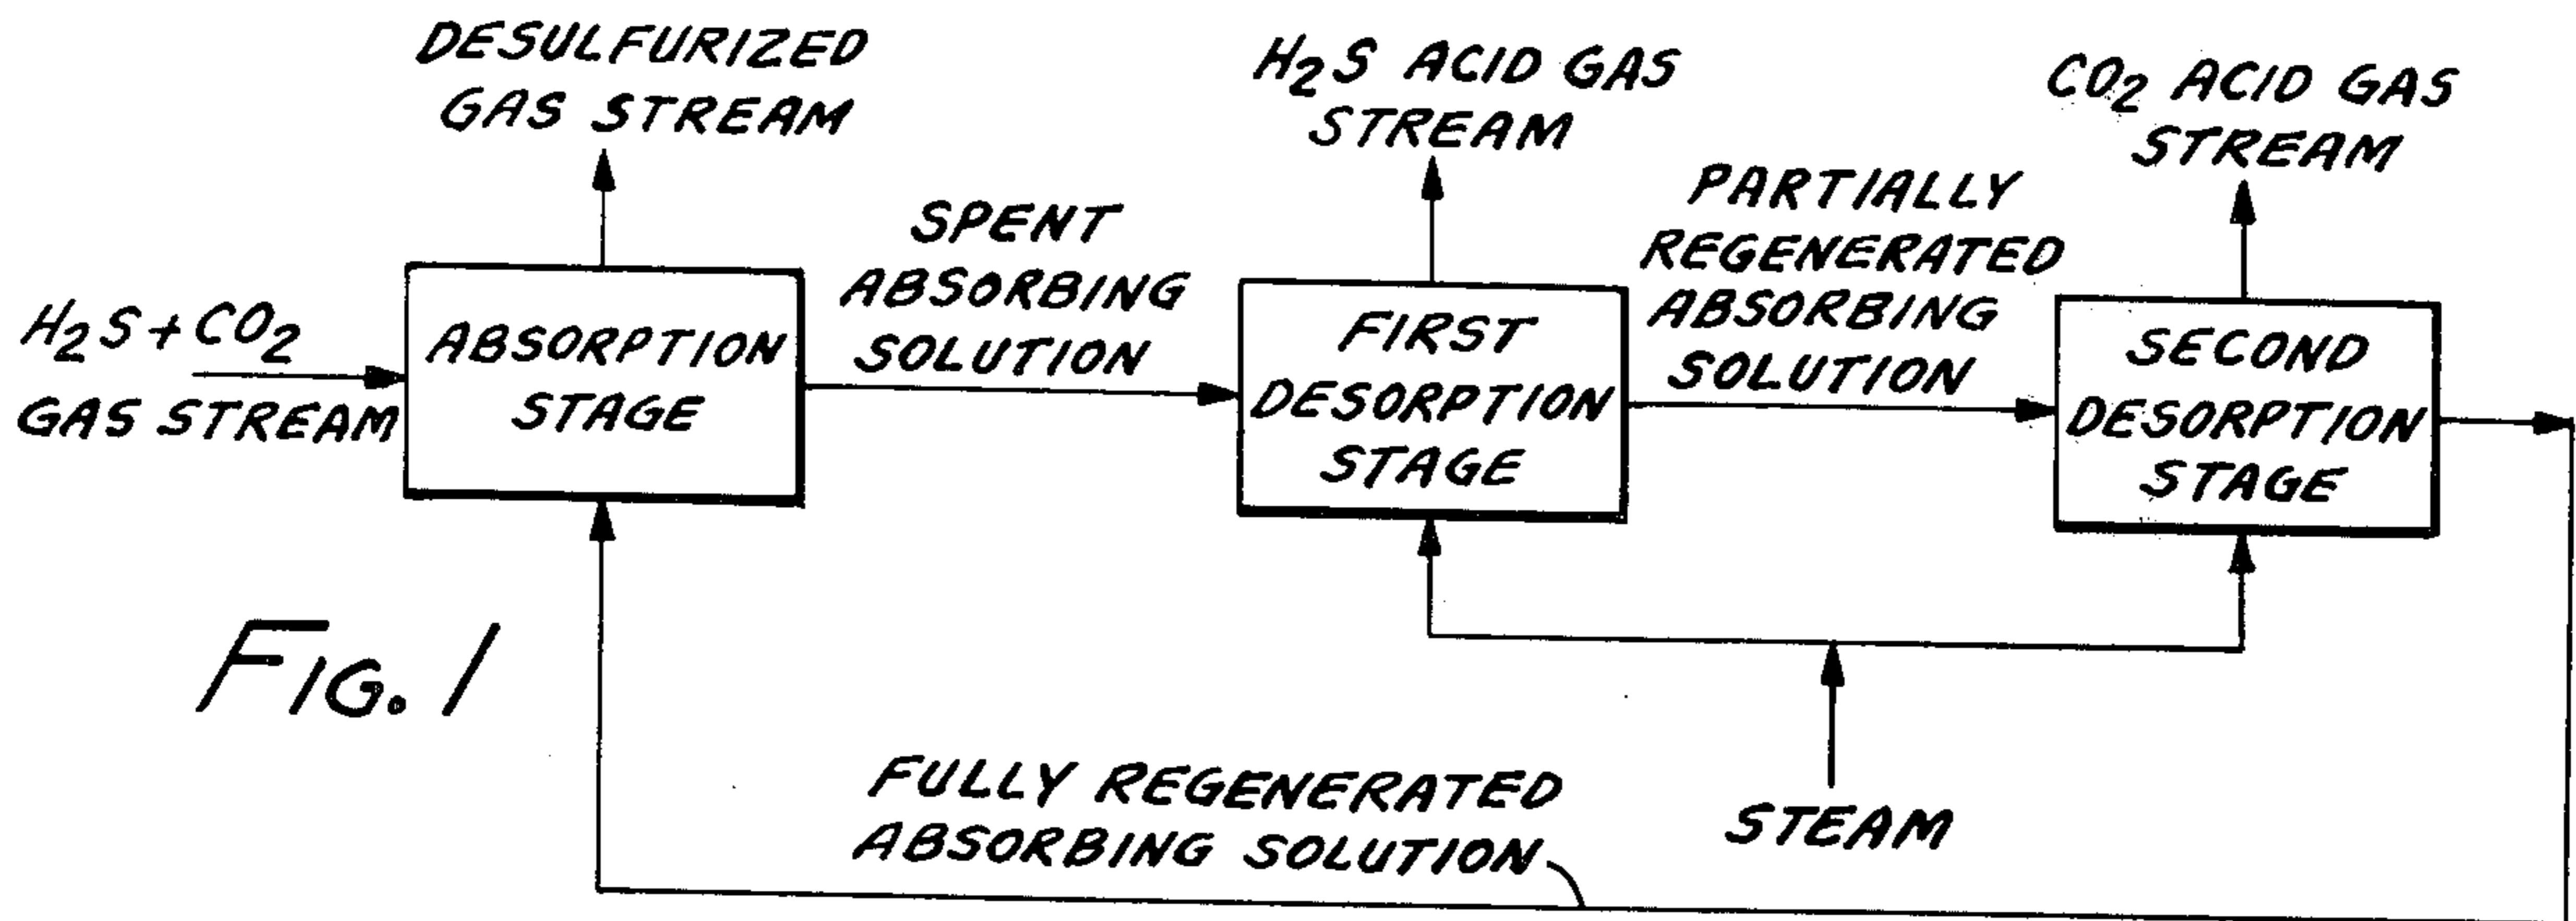 DESULFURIZED
GAS STREAM
H₂S ACID GAS
STREAM
CO₂ ACID GAS
STREAM
H₂S+CO₂
GAS STREAM
ABSORPTION
STAGE
SPENT
ABSORBING
SOLUTION
FIRST
DESORPTION
STAGE
PARTIALLY
REGENERATED
ABSORBING
SOLUTION
SECOND
DESORPTION
STAGE
STEAM
FULLY REGENERATED
ABSORBING SOLUTION
FIG. 1